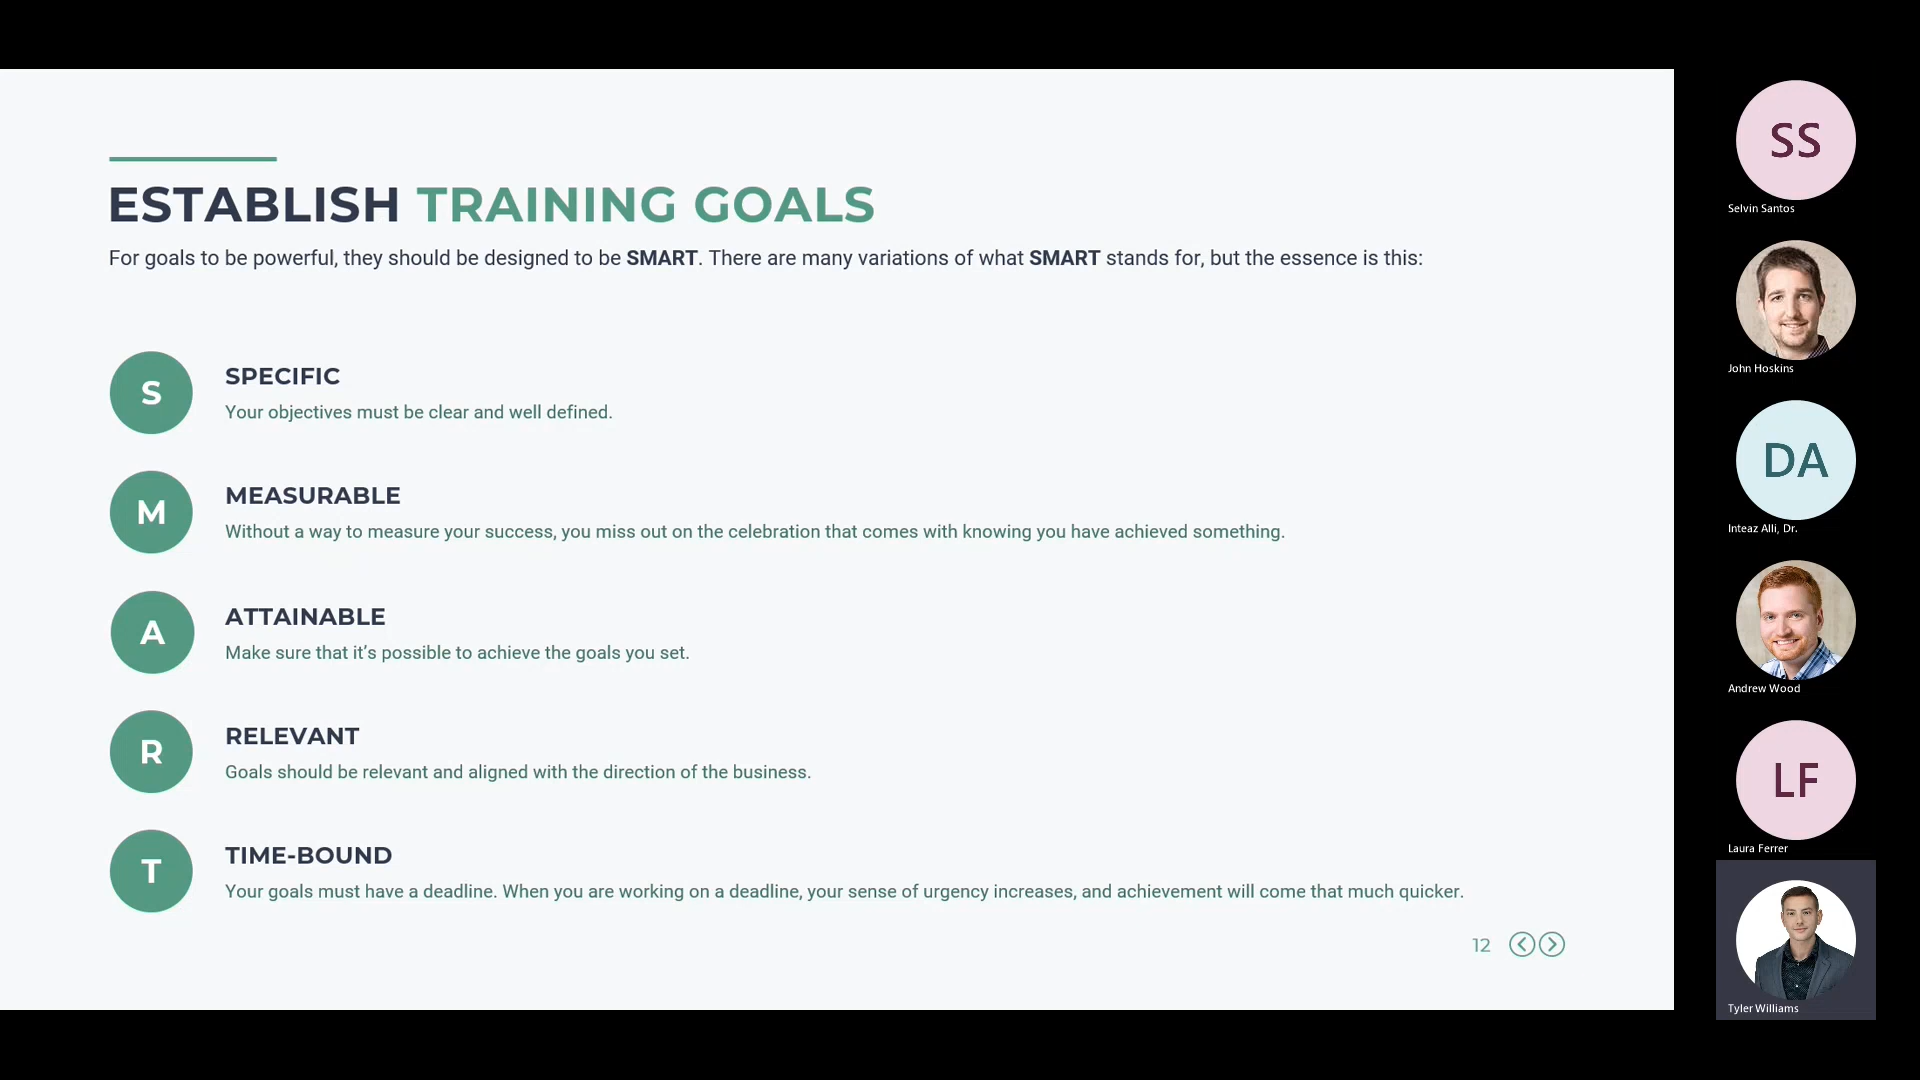 ESTABLISH TRAINING GOALS
For goals to be powerful, they should be designed to be SMART. There are many variations of what SMART stands for, but the essence is this:
S
SPECIFIC
Your objectives must be clear and well defined.
M
MEASURABLE
Without a way to measure your success, you miss out on the celebration that comes with knowing you have achieved something.
A
ATTAINABLE
Make sure that it’s possible to achieve the goals you set.
R
RELEVANT
Goals should be relevant and aligned with the direction of the business.
T
TIME-BOUND
Your goals must have a deadline. When you are working on a deadline, your sense of urgency increases, and achievement will come that much quicker.
12
SS
Selvin Santos
John Hoskins
DA
Inteaz Alli, Dr.
Andrew Wood
LF
Laura Ferrer
Tyler Williams